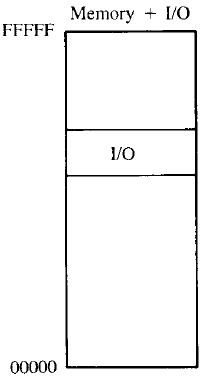 Memory + I/O
FFFFF
I/O
00000